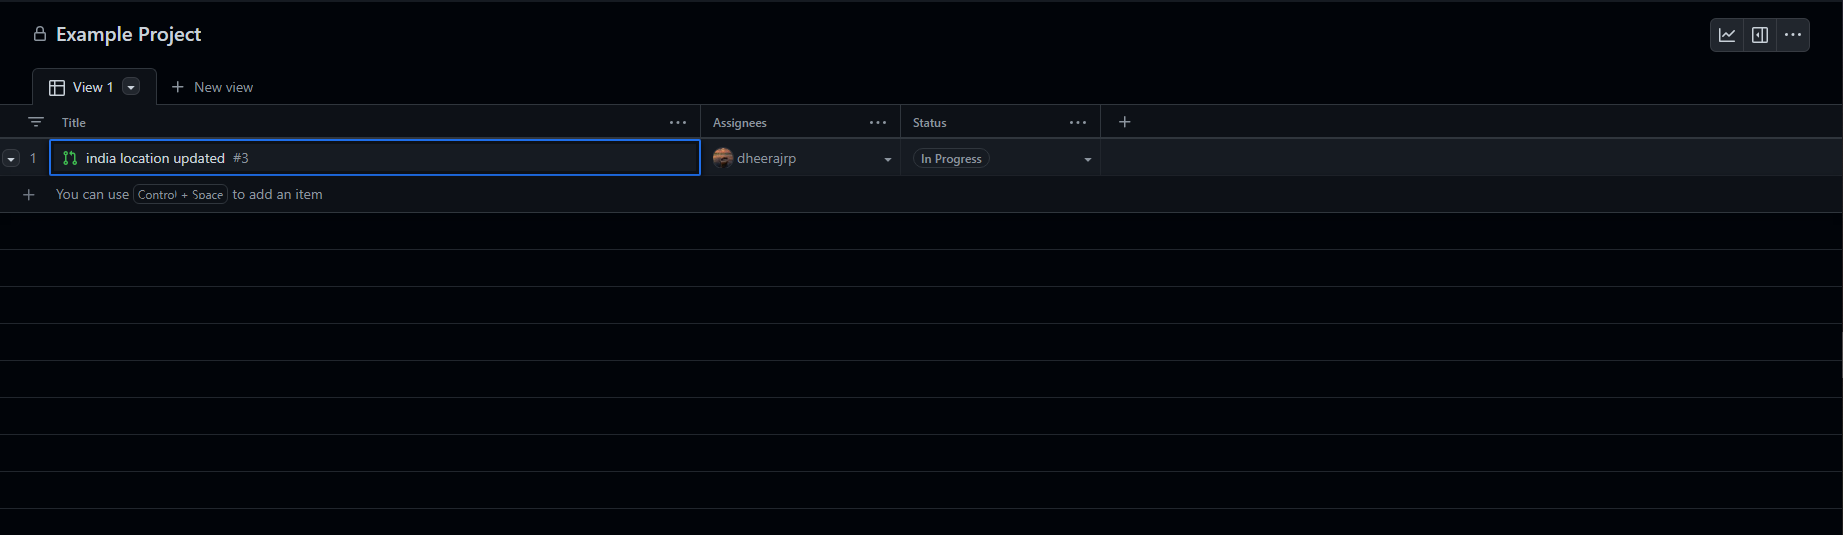 Example Project
View 1 New view
Title Assignees Status
1 india location updated #3 dheerajrp In Progress
You can use Control + Space to add an item